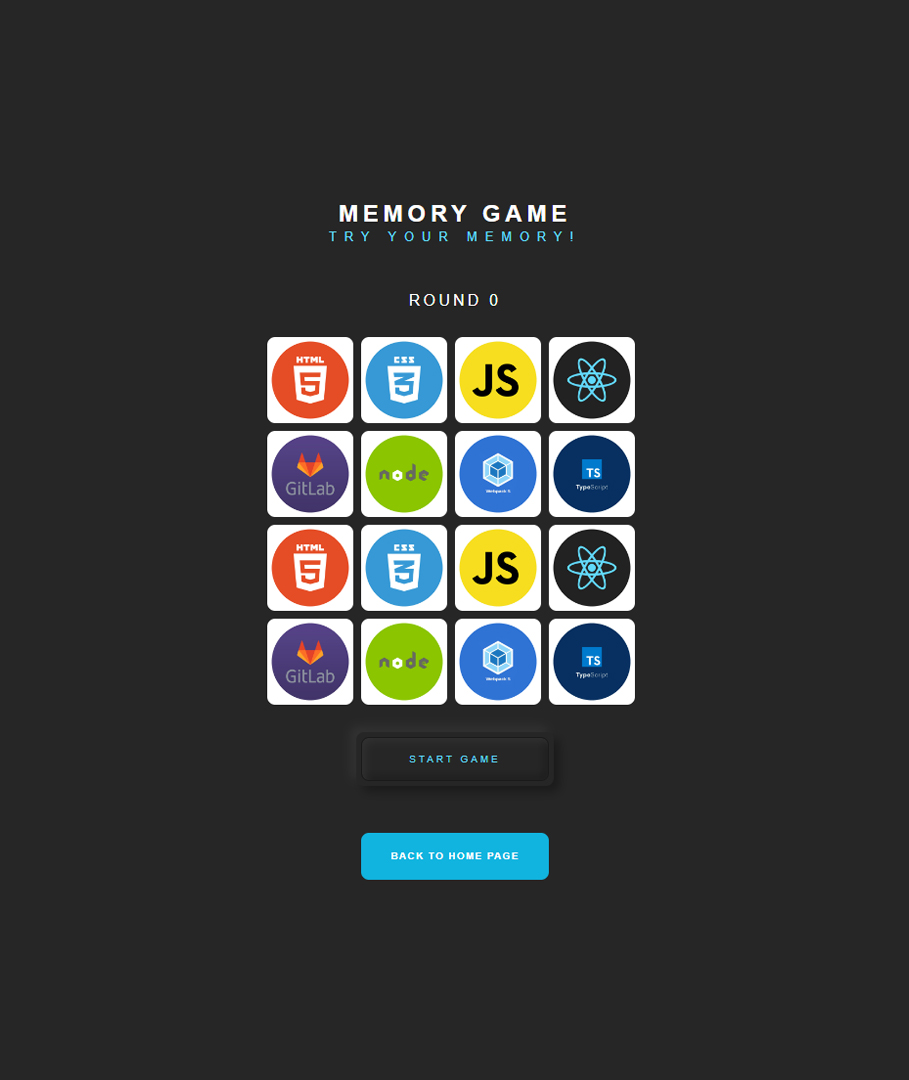 MEMORY GAME
TRY YOUR MEMORY!
ROUND 0
HTML 5 CSS 3 JS
GitLab node Webpack 5 TS TypeScript
HTML 5 CSS 3 JS
GitLab node Webpack 5 TS TypeScript
START GAME
BACK TO HOME PAGE